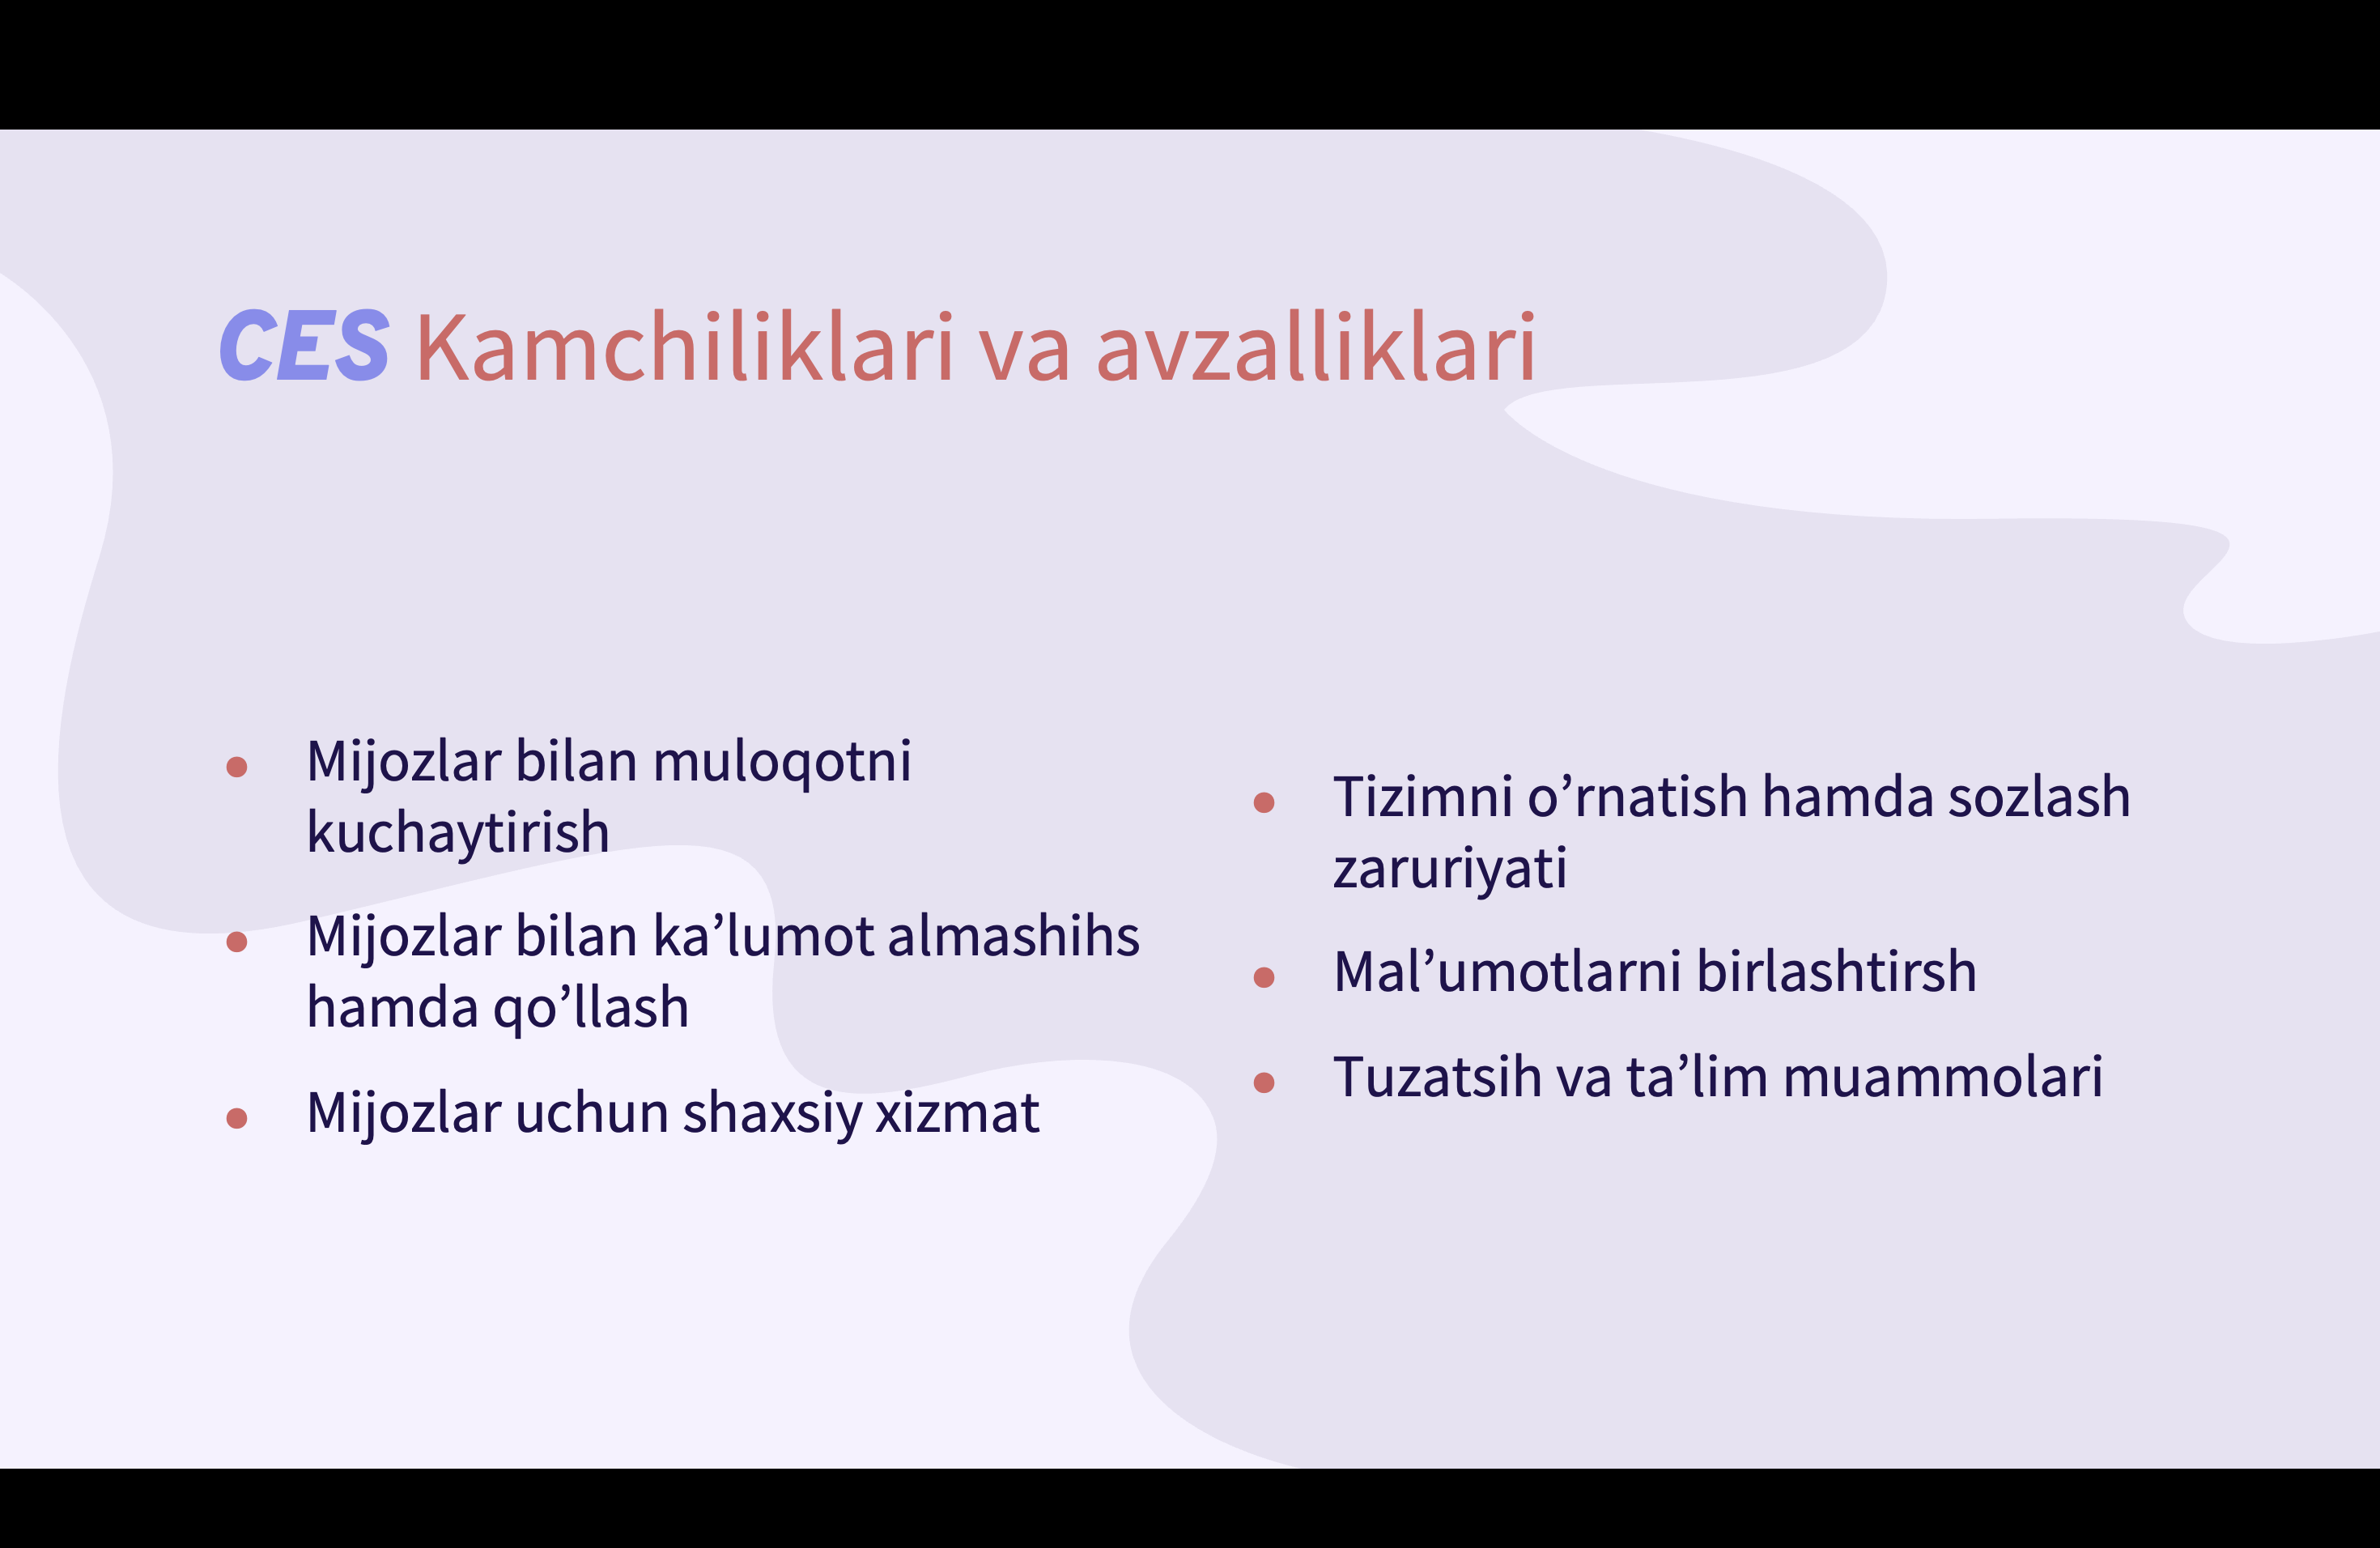 CES Kamchiliklari va avzalliklari
Mijozlar bilan muloqotni
kuchaytirish
Mijozlar bilan ka’lumot almashihs
hamda qo’llash
Mijozlar uchun shaxsiy xizmat
Tizimni o’rnatish hamda sozlash
zaruriyati
Mal’umotlarni birlashtirsh
Tuzatsih va ta’lim muammolari